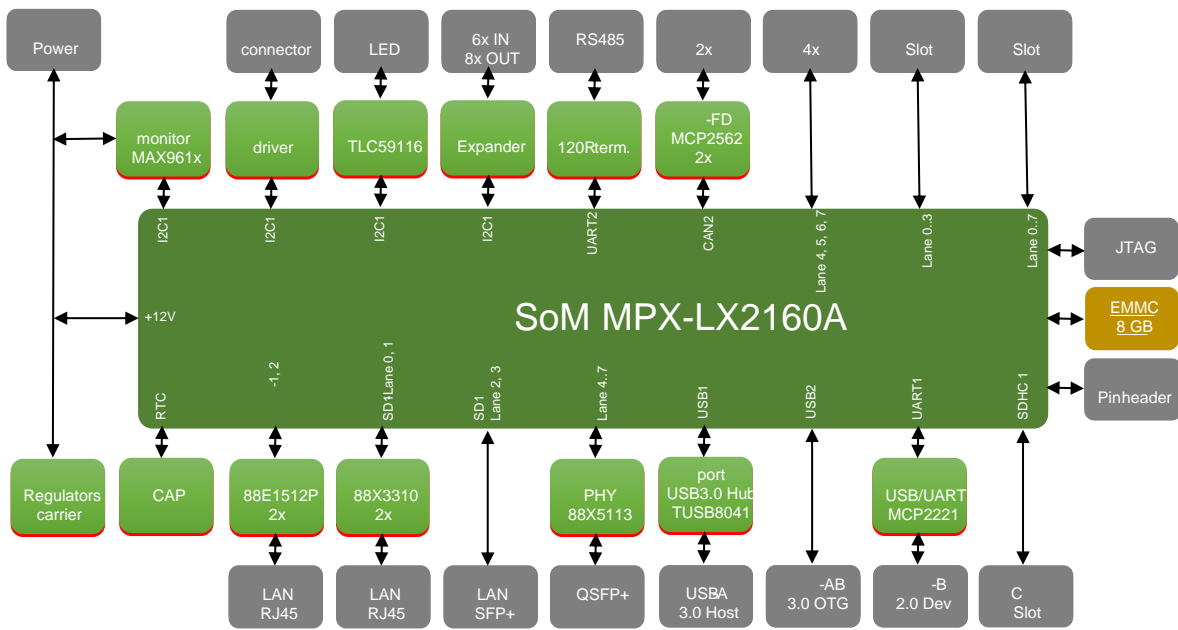 Power
connector
LED
6x IN
8x OUT
RS485
2x
4x
Slot
Slot
monitor
MAX961x
driver
TLC59116
Expander
120Rterm.
-FD
MCP2562
2x
I2C1
I2C1
I2C1
I2C1
UART2
CAN2
Lane 4, 5, 6, 7
Lane 0..3
Lane 0..7
JTAG
+12V
SoM MPX-LX2160A
EMMC
8 GB
RTC
-1, 2
SD1Lane 0, 1
SD1
Lane 2, 3
Lane 4..7
USB1
USB2
UART1
SDHC 1
Pinheader
Regulators
carrier
CAP
88E1512P
2x
88X3310
2x
PHY
88X5113
port
USB3.0 Hub
TUSB8041
USB/UART
MCP2221
LAN
RJ45
LAN
RJ45
LAN
SFP+
QSFP+
USBA
3.0 Host
-AB
3.0 OTG
-B
2.0 Dev
C
Slot